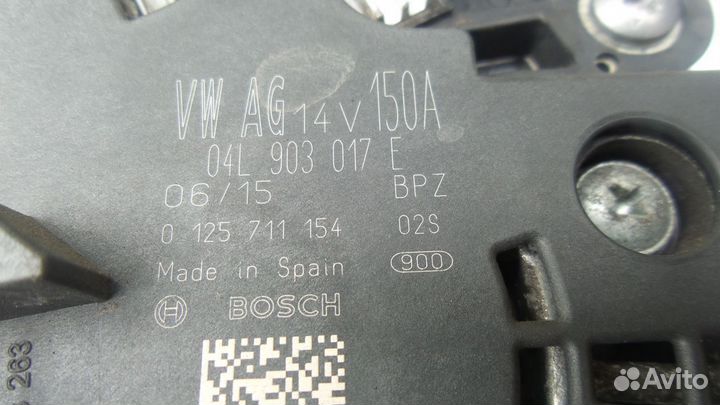 VW AG 14V 150A
04L 903 017 E
06/15 BPZ
0 125 711 154 02S
Made in Spain 900
H BOSCH
263
Avito